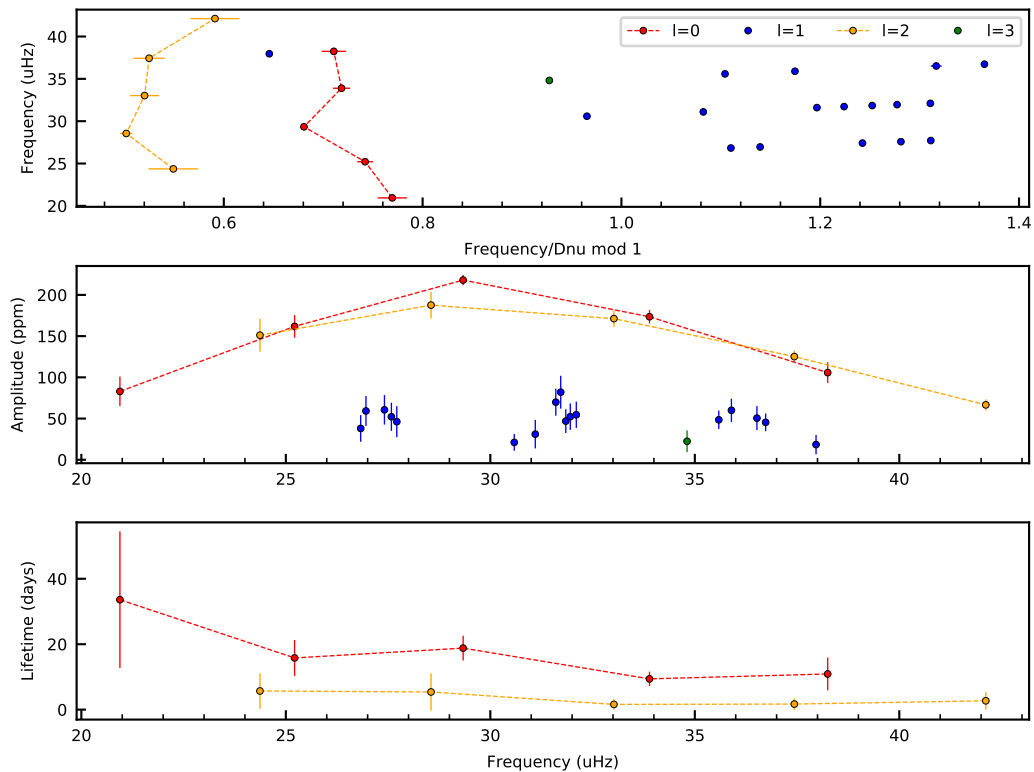 l=0 l=1 l=2 l=3
Frequency (uHz)
40
35
30
25
20
0.6 0.8 1.0 1.2 1.4
Frequency/Dnu mod 1
Amplitude (ppm)
200
150
100
50
0
20 25 30 35 40
Lifetime (days)
40
20
0
20 25 30 35 40
Frequency (uHz)